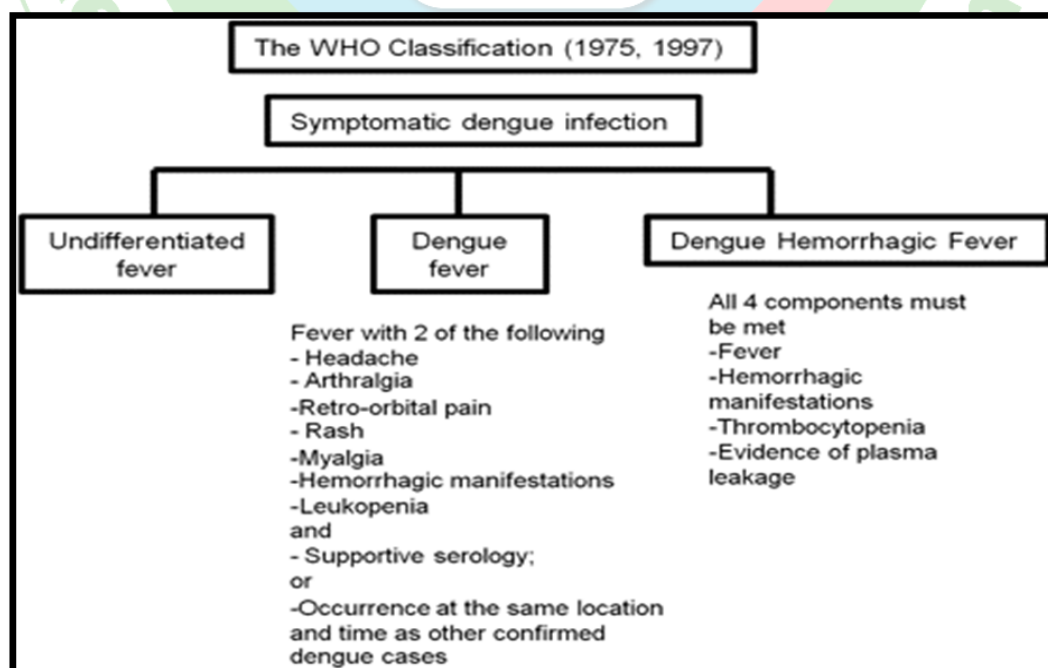 The WHO Classification (1975, 1997)
Symptomatic dengue infection
Undifferentiated
fever
Dengue
fever
Fever with 2 of the following
- Headache
- Arthralgia
-Retro-orbital pain
- Rash
-Myalgia
-Hemorrhagic manifestations
-Leukopenia
and
- Supportive serology;
or
-Occurrence at the same location
and time as other confirmed
dengue cases
Dengue Hemorrhagic Fever
All 4 components must
be met
-Fever
-Hemorrhagic
manifestations
-Thrombocytopenia
-Evidence of plasma
leakage